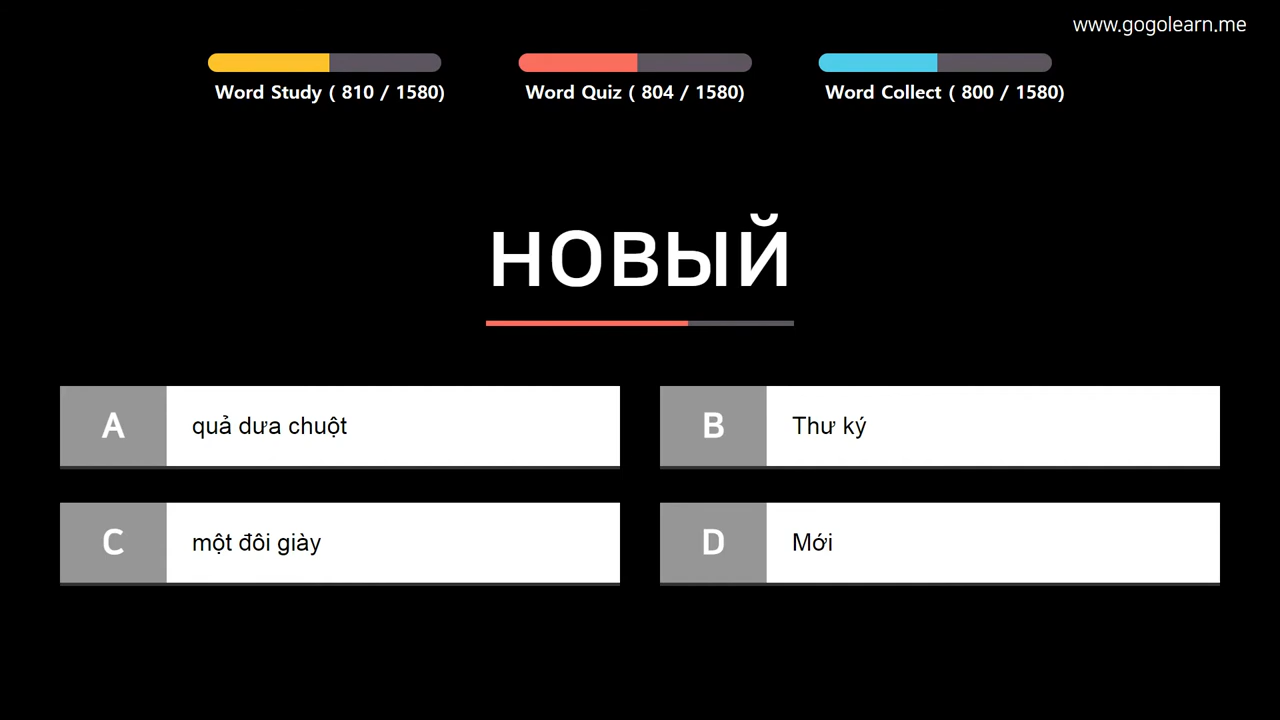 www.gogolearn.me
Word Study ( 810 / 1580)
Word Quiz ( 804 / 1580)
Word Collect ( 800 / 1580)
новый
A
quả dưa chuột
B
Thư ký
C
một đôi giày
D
Mới